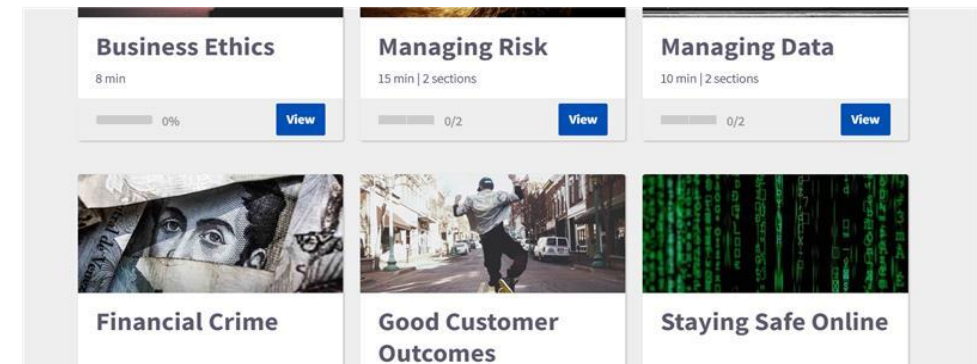 Business Ethics
8 min
0%
View
Managing Risk
15 min | 2 sections
0/2
View
Managing Data
10 min | 2 sections
0/2
View
Financial Crime
Good Customer
Outcomes
Staying Safe Online